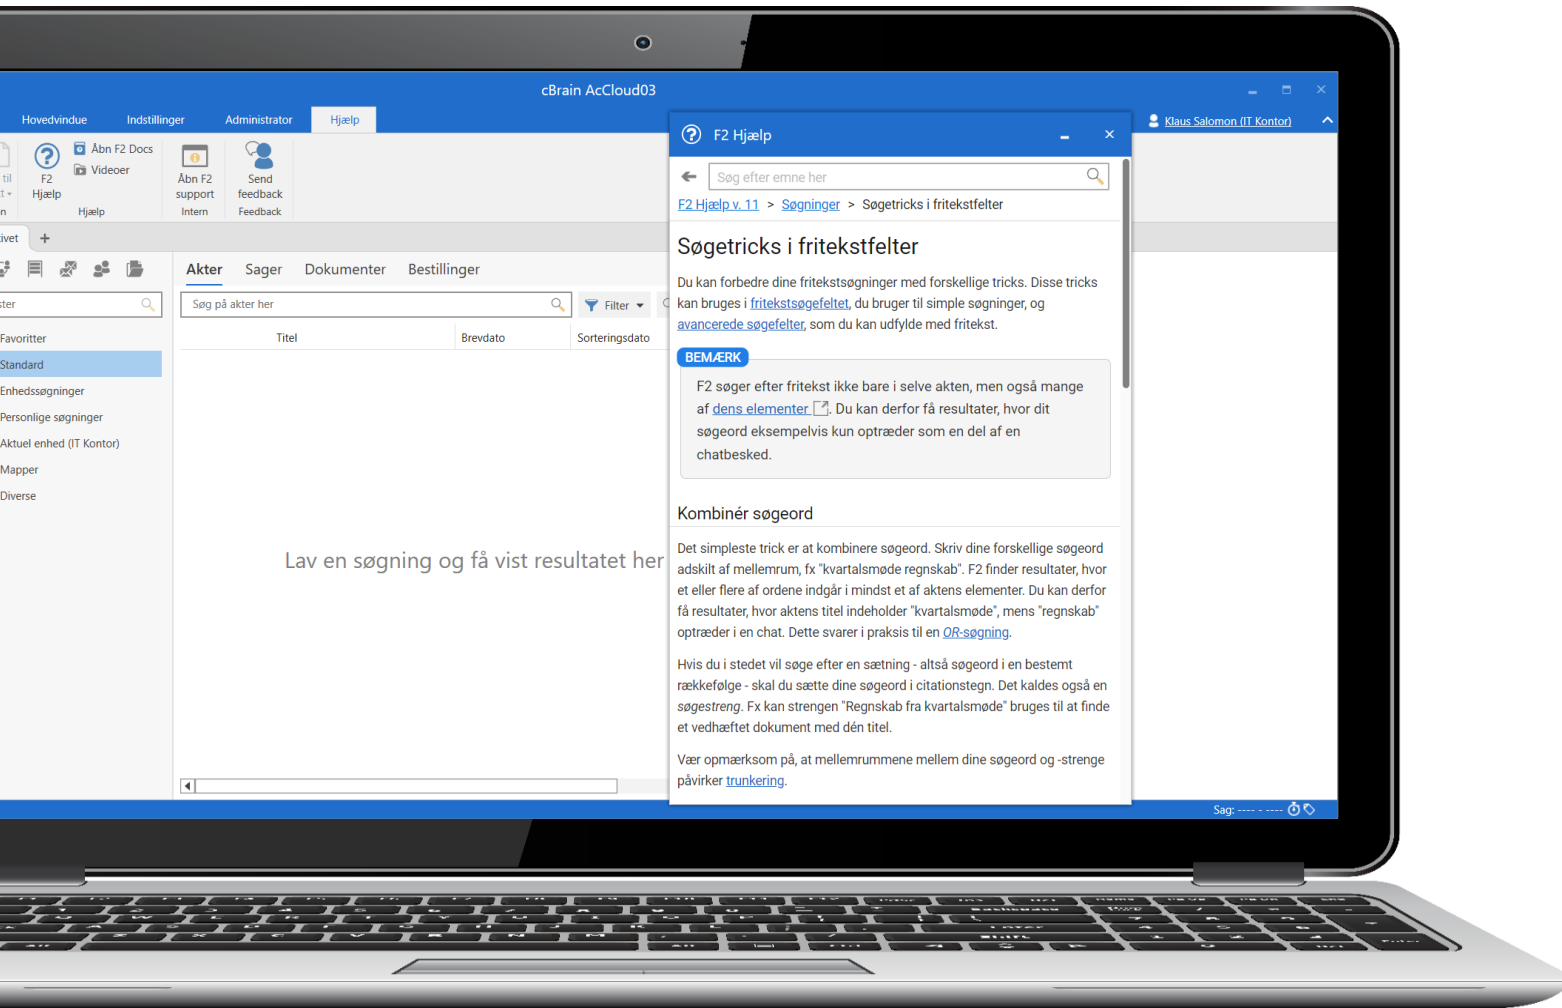 cBrain AcCloud03
Hovedvindue
Indstillinger
Administrator
Hjælp
Klaus Salomon (IT Kontor)
til
F2
Hjælp
Åbn F2 Docs
Videoer
Hjælp
Åbn F2
support
Intern
Send
feedback
Feedback
Akter
Sager
Dokumenter
Bestillinger
Søg på akter her
Filter
Titel
Brevdato
Sorteringsdato
Favoritter
Standard
Enhedssøgninger
Personlige søgninger
Aktuel enhed (IT Kontor)
Mapper
Diverse
Lav en søgning og få vist resultatet her
F2 Hjælp
Søg efter emne her
F2 Hjælp v. 11 > Søgninger > Søgetricks i fritekstfelter
Søgetricks i fritekstfelter
Du kan forbedre dine fritekstsøgninger med forskellige tricks. Disse tricks
kan bruges i fritekstsøgefeltet, du bruger til simple søgninger, og
avancerede søgefelter, som du kan udfylde med fritekst.
BEMÆRK
F2 søger efter fritekst ikke bare i selve akten, men også mange
af dens elementer. Du kan derfor få resultater, hvor dit
søgeord eksempelvis kun optræder som en del af en
chatbesked.
Kombinér søgeord
Det simpleste trick er at kombinere søgeord. Skriv dine forskellige søgeord
adskilt af mellemrum, fx "kvartalsmøde regnskab". F2 finder resultater, hvor
et eller flere af ordene indgår i mindst et af aktens elementer. Du kan derfor
få resultater, hvor aktens titel indeholder "kvartalsmøde", mens "regnskab"
optræder i en chat. Dette svarer i praksis til en OR-søgning.
Hvis du i stedet vil søge efter en sætning - altså søgeord i en bestemt
rækkefølge - skal du sætte dine søgeord i citationstegn. Det kaldes også en
søgestreng. Fx kan strengen "Regnskab fra kvartalsmøde" bruges til at finde
et vedhæftet dokument med dén titel.
Vær opmærksom på, at mellemrummene mellem dine søgeord og -strenge
påvirker trunkering.
Sag: ---- - ----